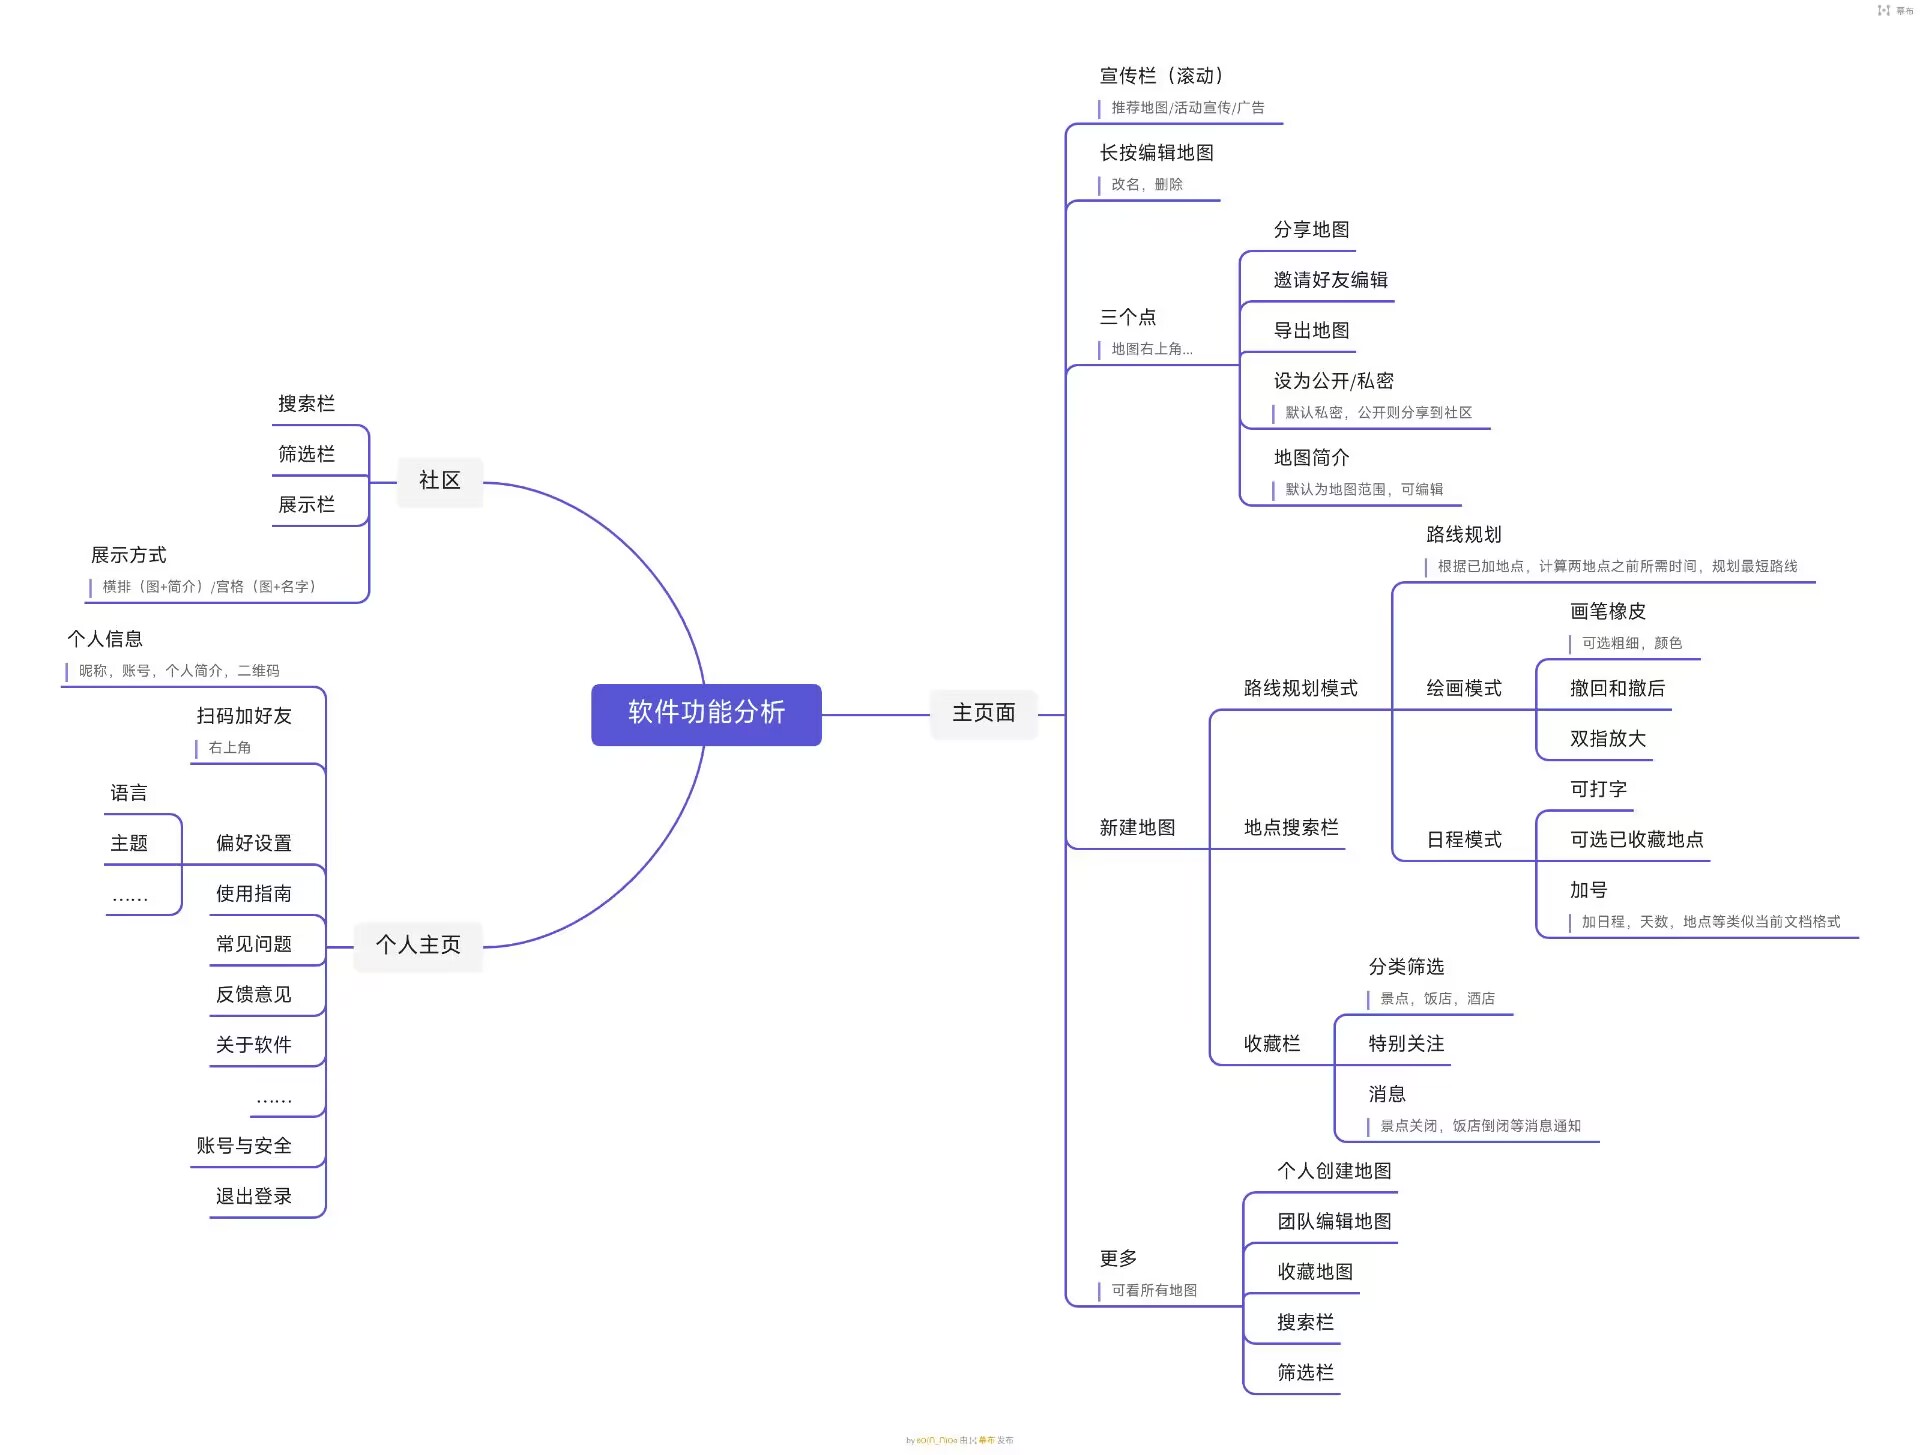 幕布
软件功能分析
主页面
宣传栏（滚动）
推荐地图/活动宣传/广告
长按编辑地图
改名，删除
三个点
地图右上角...
分享地图
邀请好友编辑
导出地图
设为公开/私密
默认私密，公开则分享到社区
地图简介
默认为地图范围，可编辑
新建地图
路线规划模式
路线规划
根据已加地点，计算两地点之前所需时间，规划最短路线
绘画模式
画笔橡皮
可选粗细，颜色
撤回和撤后
双指放大
日程模式
可打字
可选已收藏地点
加号
加日程，天数，地点等类似当前文档格式
地点搜索栏
收藏栏
分类筛选
景点，饭店，酒店
特别关注
消息
景点关闭，饭店倒闭等消息通知
更多
可看所有地图
个人创建地图
团队编辑地图
收藏地图
搜索栏
筛选栏
社区
搜索栏
筛选栏
展示栏
展示方式
横排（图+简介）/宫格（图+名字）
个人主页
个人信息
昵称，账号，个人简介，二维码
扫码加好友
右上角
偏好设置
语言
主题
……
使用指南
常见问题
反馈意见
关于软件
……
账号与安全
退出登录
by 由 幕布 发布